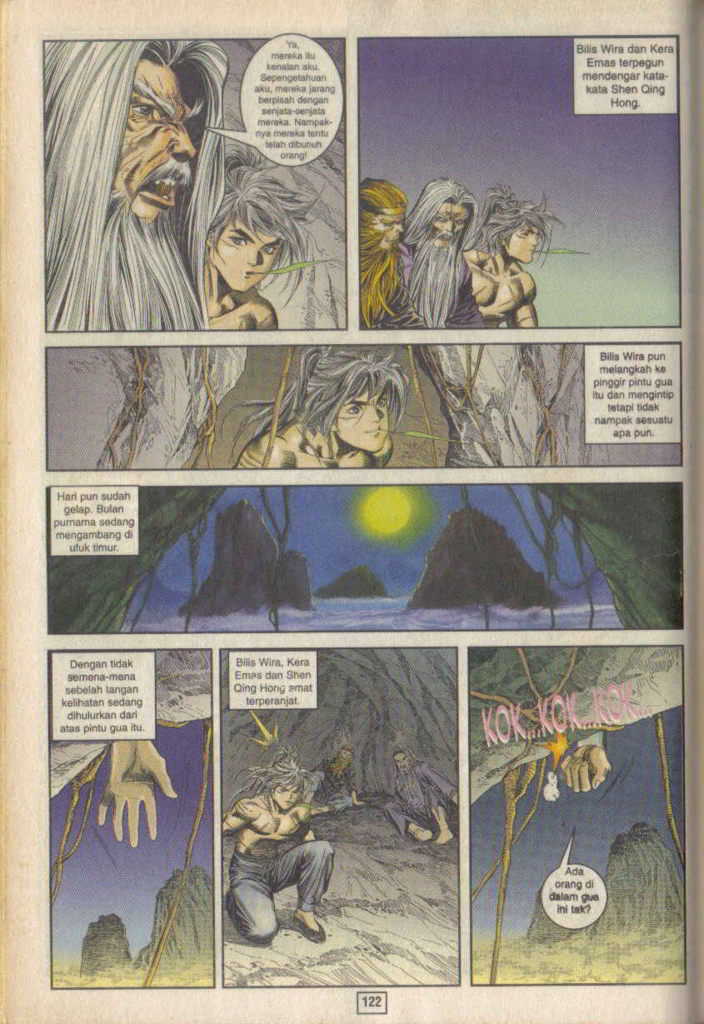 Ya,
mereka itu
kenalan aku.
Sepengetahuan
aku, mereka jarang
berpisah dengan
senjata-senjata
mereka. Nampak-
nya mereka tentu
telah dibunuh
orang!
Bilis Wira dan Kera
Emas terpegun
mendengar kata-
kata Shen Qing
Hong.
Bilis Wira pun
melangkah ke
pinggir pintu gua
itu dan mengintip
tetapi tidak
nampak sesuatu
apa pun.
Hari pun sudah
gelap. Bulan
purnama sedang
mengambang di
ufuk timur.
Dengan tidak
semena-mena
sebelah tangan
kelihatan sedang
dihulurkan dari
atas pintu gua itu.
Bilis Wira, Kera
Emas dan Shen
Qing Hong amat
terperanjat.
KOK...KOK...KOK...
Ada
orang di
dalam gua
ini tak?
122